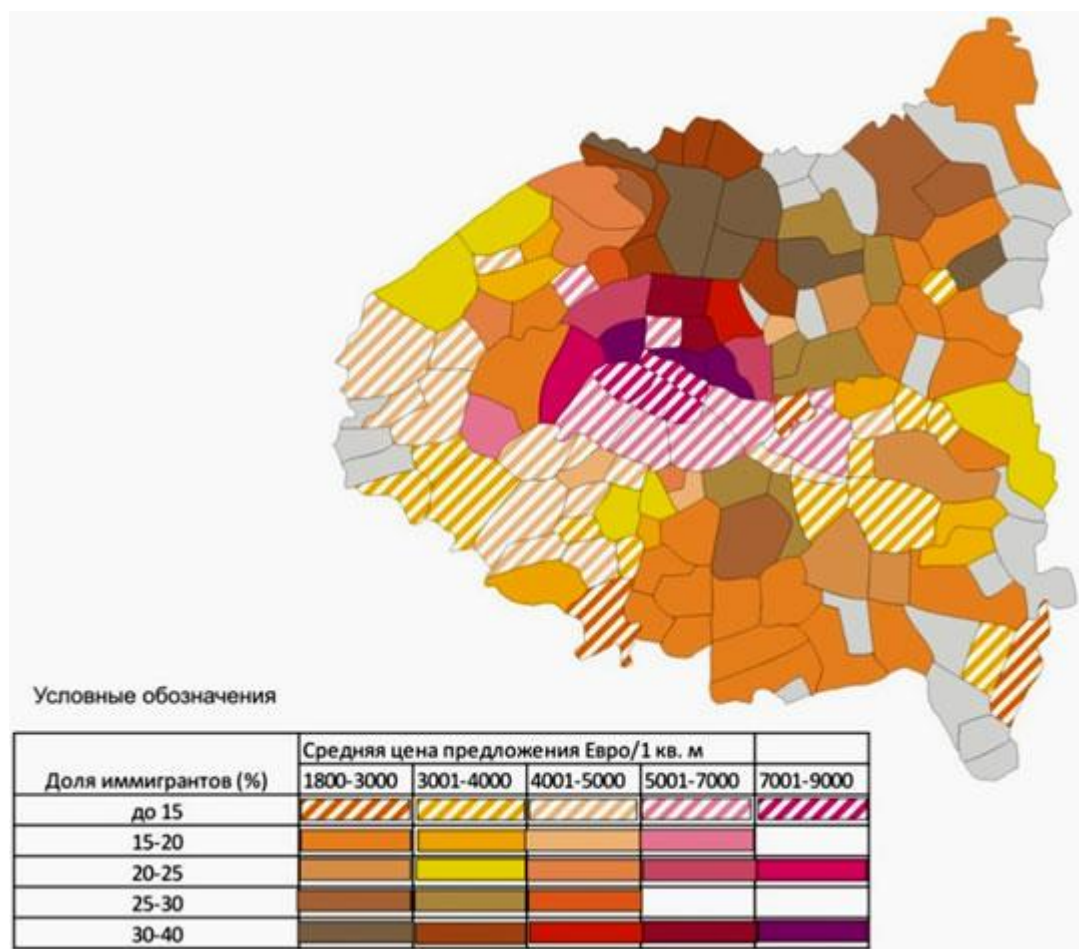 Условные обозначения
Средняя цена предложения Евро/1 кв. м
Доля иммигрантов (%) 1800-3000 3001-4000 4001-5000 5001-7000 7001-9000
до 15
15-20
20-25
25-30
30-40